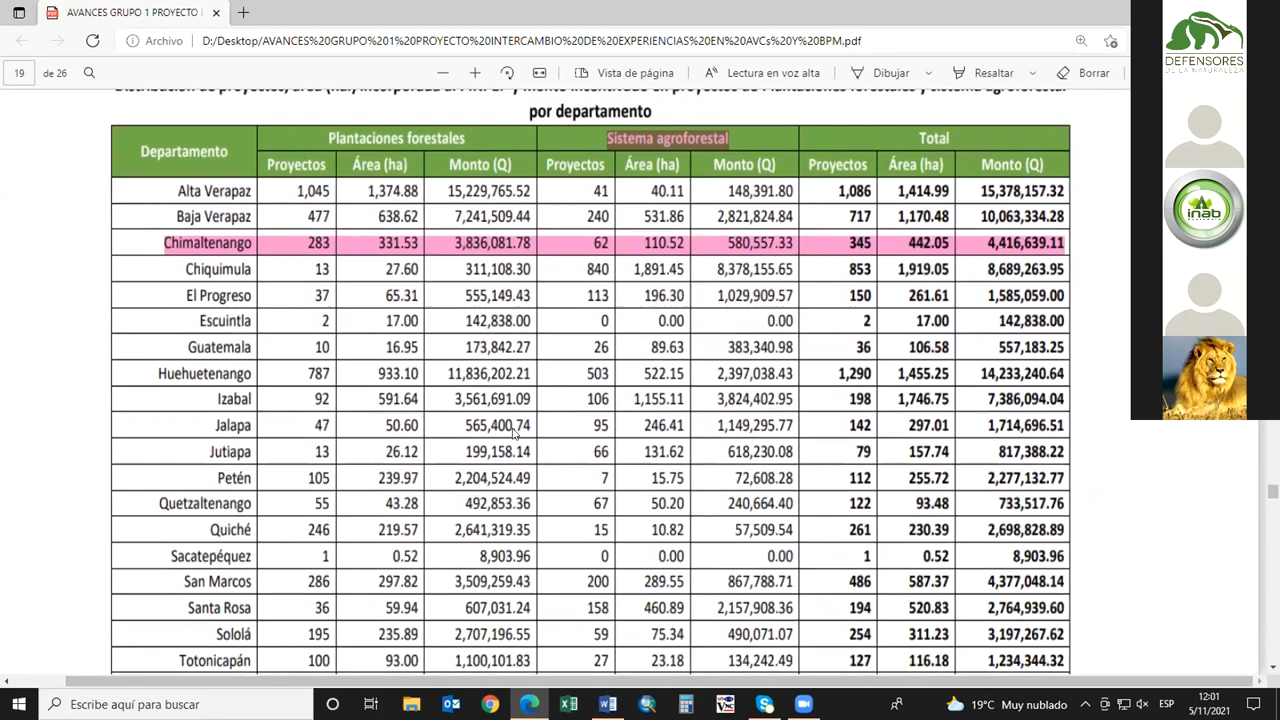 AVANCES GRUPO 1 PROYECTO
Archivo D:/Desktop/AVANCES%20GRUPO%201%20PROYECTO%20INTERCAMBIO%20DE%20EXPERIENCIAS%20EN%20AVCs%20Y%20BPM.pdf
19 de 26 Vista de página Lectura en voz alta Dibujar Resaltar Borrar
por departamento
Departamento Plantaciones forestales Sistema agroforestal Total
Proyectos Área (ha) Monto (Q) Proyectos Área (ha) Monto (Q) Proyectos Área (ha) Monto (Q)
Alta Verapaz 1,045 1,374.88 15,229,765.52 41 40.11 148,391.80 1,086 1,414.99 15,378,157.32
Baja Verapaz 477 638.62 7,241,509.44 240 531.86 2,821,824.84 717 1,170.48 10,063,334.28
Chimaltenango 283 331.53 3,836,081.78 62 110.52 580,557.33 345 442.05 4,416,639.11
Chiquimula 13 27.60 311,108.30 840 1,891.45 8,378,155.65 853 1,919.05 8,689,263.95
El Progreso 37 65.31 555,149.43 113 196.30 1,029,909.57 150 261.61 1,585,059.00
Escuintla 2 17.00 142,838.00 0 0.00 0.00 2 17.00 142,838.00
Guatemala 10 16.95 173,842.27 26 89.63 383,340.98 36 106.58 557,183.25
Huehuetenango 787 933.10 11,836,202.21 503 522.15 2,397,038.43 1,290 1,455.25 14,233,240.64
Izabal 92 591.64 3,561,691.09 106 1,155.11 3,824,402.95 198 1,746.75 7,386,094.04
Jalapa 47 50.60 565,400.74 95 246.41 1,149,295.77 142 297.01 1,714,696.51
Jutiapa 13 26.12 199,158.14 66 131.62 618,230.08 79 157.74 817,388.22
Petén 105 239.97 2,204,524.49 7 15.75 72,608.28 112 255.72 2,277,132.77
Quetzaltenango 55 43.28 492,853.36 67 50.20 240,664.40 122 93.48 733,517.76
Quiché 246 219.57 2,641,319.35 15 10.82 57,509.54 261 230.39 2,698,828.89
Sacatepéquez 1 0.52 8,903.96 0 0.00 0.00 1 0.52 8,903.96
San Marcos 286 297.82 3,509,259.43 200 289.55 867,788.71 486 587.37 4,377,048.14
Santa Rosa 36 59.94 607,031.24 158 460.89 2,157,908.36 194 520.83 2,764,939.60
Sololá 195 235.89 2,707,196.55 59 75.34 490,071.07 254 311.23 3,197,267.62
Totonicapán 100 93.00 1,100,101.83 27 23.18 134,242.49 127 116.18 1,234,344.32
DEFENSORES
DE LA NATURALEZA
inab
Escribe aquí para buscar
19°C Muy nublado
ESP
12:01
5/11/2021